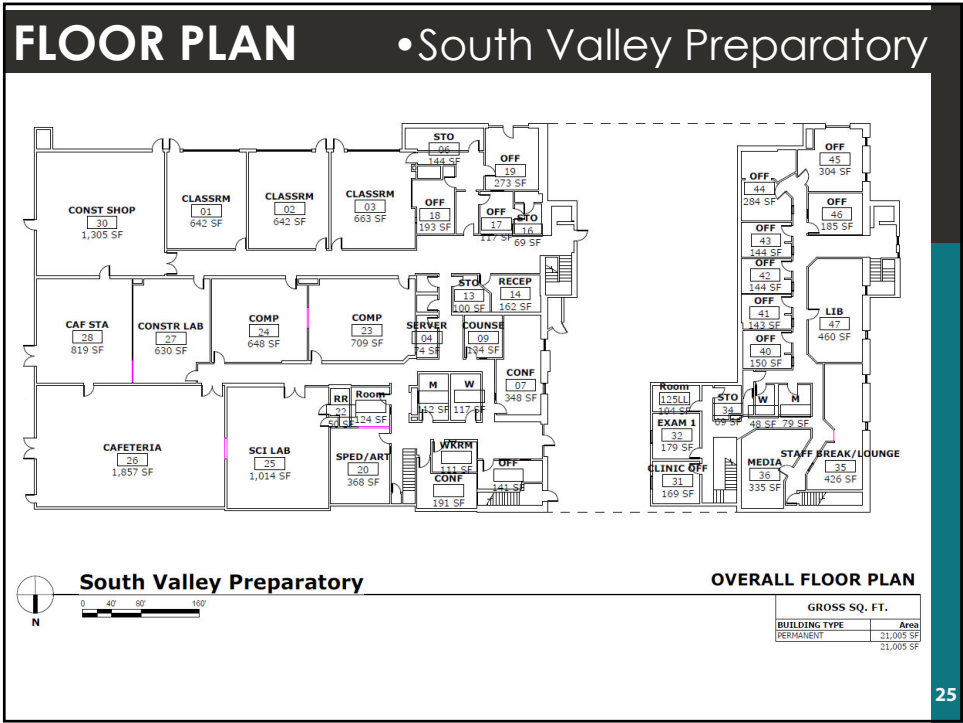 FLOOR PLAN •South Valley Preparatory
STO
06
144 SF
OFF
19
273 SF
OFF
45
304 SF
OFF
44
284 SF
CLASSRM
01
642 SF
CLASSRM
02
642 SF
CLASSRM
03
663 SF
CONST SHOP
30
1,305 SF
OFF
18
193 SF
OFF
17
117 SF
STO
16
69 SF
OFF
46
185 SF
OFF
43
144 SF
OFF
42
144 SF
STO
13
100 SF
RECEP
14
162 SF
OFF
41
143 SF
LIB
47
460 SF
CAF STA
28
819 SF
CONSTR LAB
27
630 SF
COMP
24
648 SF
COMP
23
709 SF
SERVER
04
74 SF
COUNSE
09
134 SF
OFF
40
150 SF
CONF
07
348 SF
M
112 SF
W
117 SF
RR
22
50 SF
Room
124 SF
Room
125LL
104 SF
STO
34
69 SF
W
48 SF
M
79 SF
EXAM 1
32
179 SF
CAFETERIA
26
1,857 SF
SCI LAB
25
1,014 SF
SPED/ART
20
368 SF
WKRM
111 SF
CONF
191 SF
OFF
141 SF
CLINIC OFF
31
169 SF
MEDIA
36
335 SF
STAFF BREAK/LOUNGE
35
426 SF
South Valley Preparatory
0 40' 80' 160'
N
OVERALL FLOOR PLAN
GROSS SQ. FT.
BUILDING TYPE Area
PERMANENT 21,005 SF
21,005 SF
25